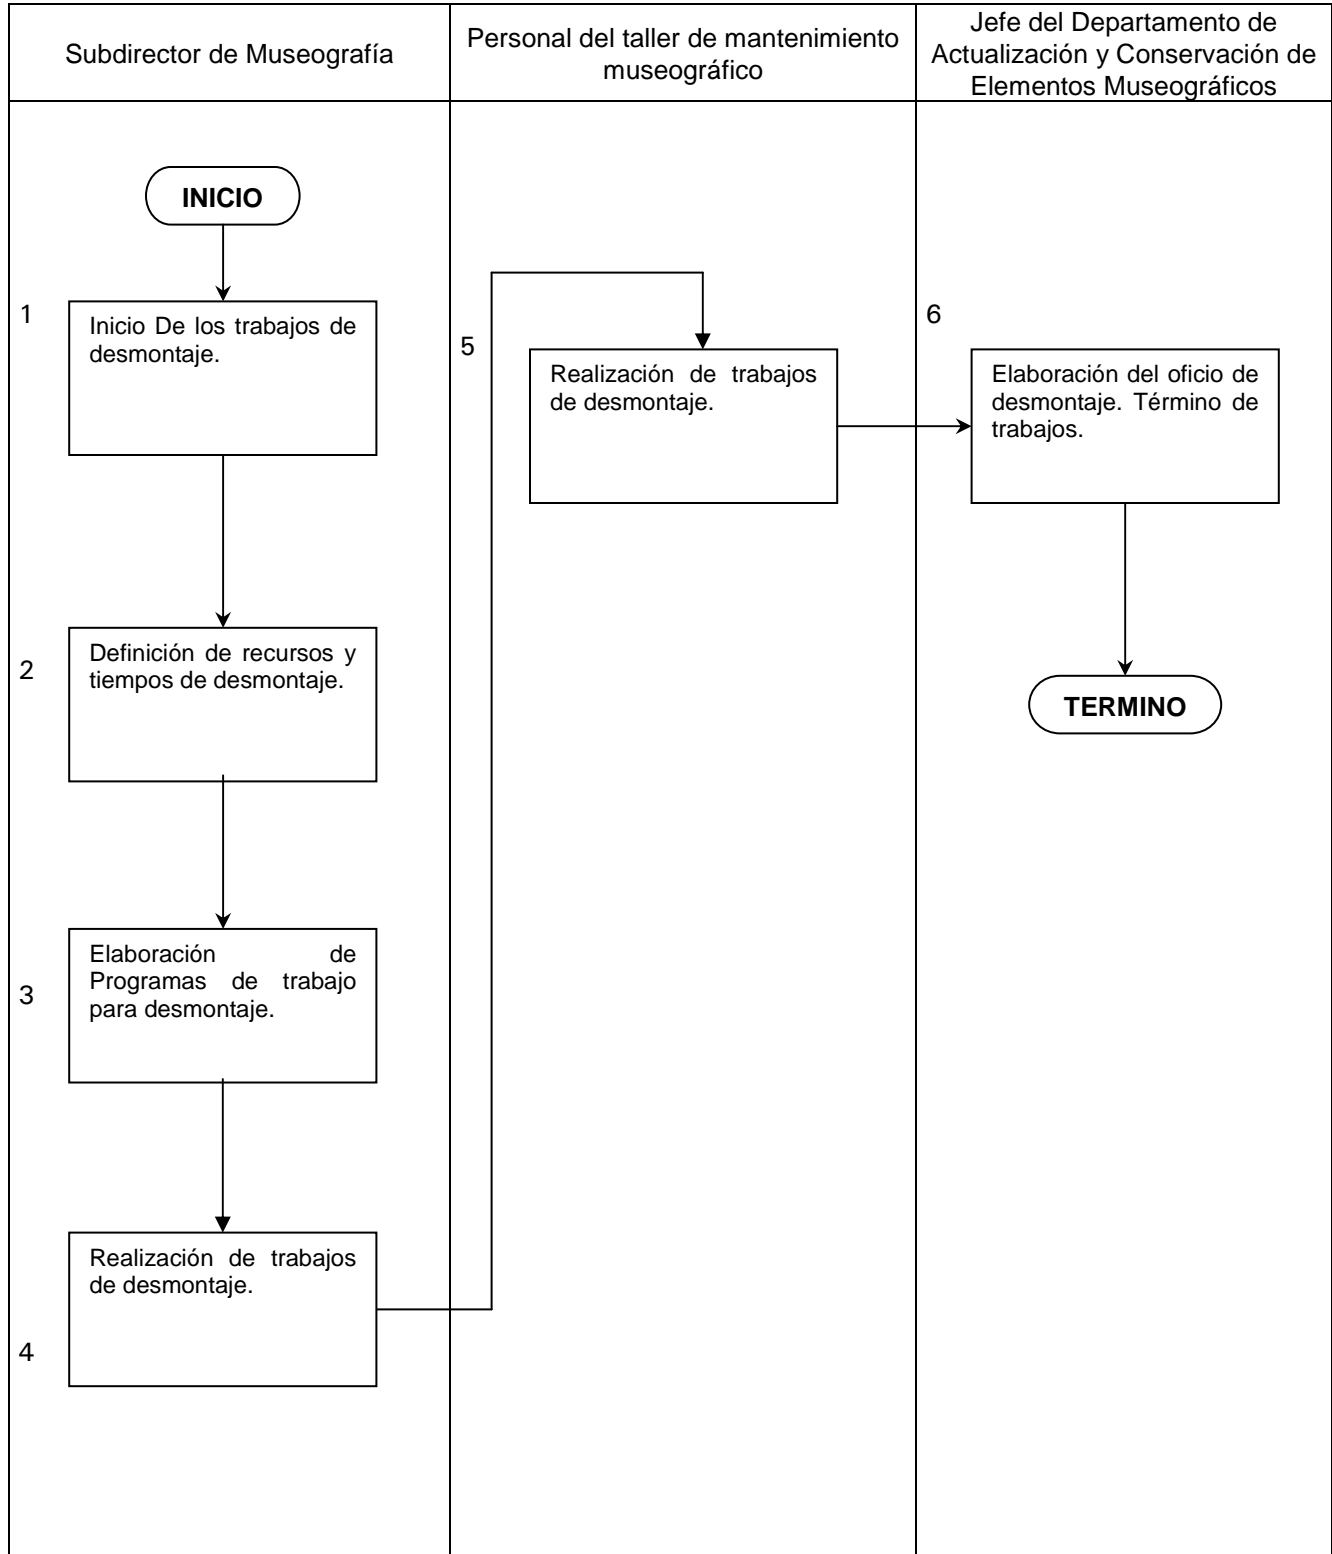 Subdirector de Museografía
Personal del taller de mantenimiento
museográfico
Jefe del Departamento de
Actualización y Conservación de
Elementos Museográficos
INICIO
1
Inicio De los trabajos de
desmontaje.
2
Definición de recursos y
tiempos de desmontaje.
3
Elaboración de
Programas de trabajo
para desmontaje.
4
Realización de trabajos
de desmontaje.
5
Realización de trabajos
de desmontaje.
6
Elaboración del oficio de
desmontaje. Término de
trabajos.
TERMINO